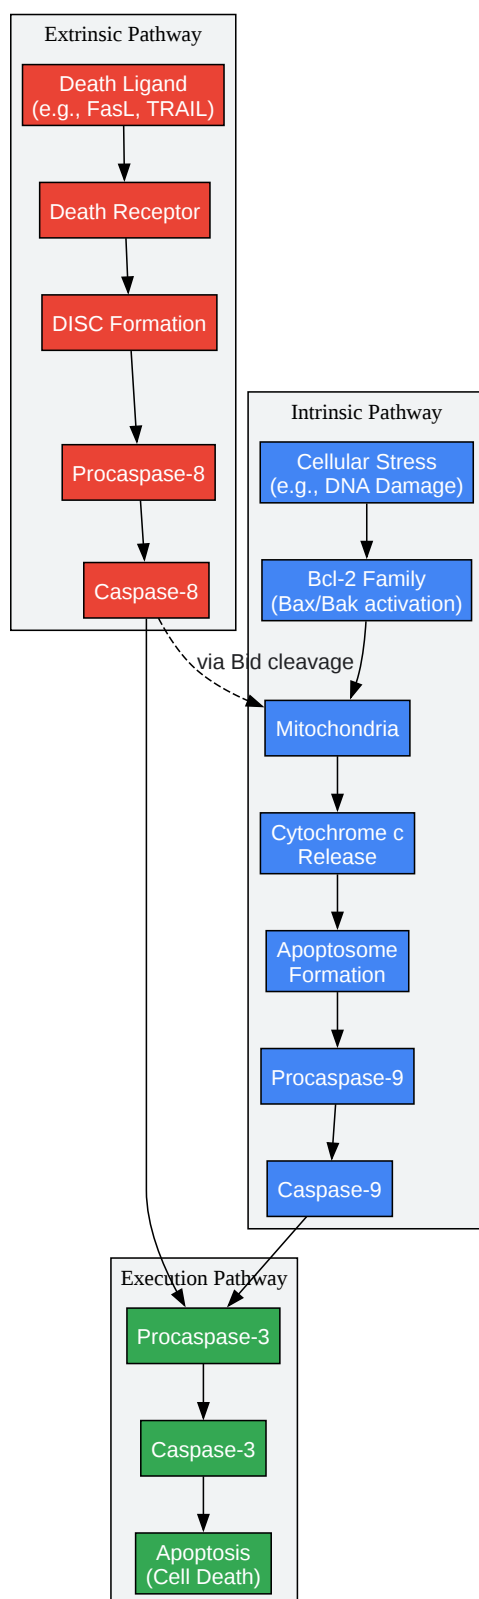 Extrinsic Pathway
Death Ligand
(e.g., FasL, TRAIL)
Death Receptor
DISC Formation
Procaspase-8
Caspase-8
Intrinsic Pathway
Cellular Stress
(e.g., DNA Damage)
Bcl-2 Family
(Bax/Bak activation)
via Bid cleavage
Mitochondria
Cytochrome c
Release
Apoptosome
Formation
Procaspase-9
Caspase-9
Execution Pathway
Procaspase-3
Caspase-3
Apoptosis
(Cell Death)